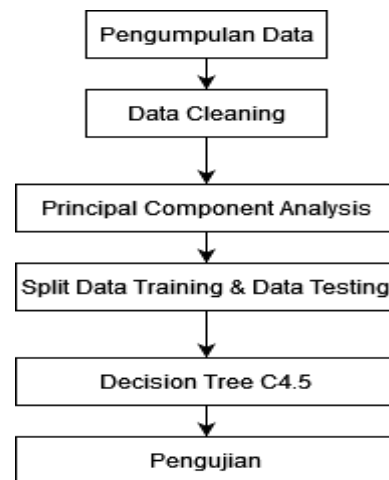 Pengumpulan Data
Data Cleaning
Principal Component Analysis
Split Data Training & Data Testing
Decision Tree C4.5
Pengujian